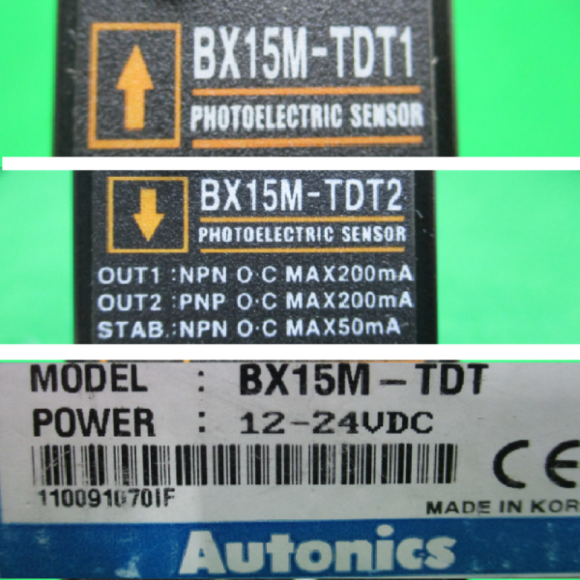 BX15M-TDT1
PHOTOELECTRIC SENSOR
BX15M-TDT2
PHOTOELECTRIC SENSOR
OUT1 :NPN O·C MAX200mA
OUT2 :PNP O·C MAX200mA
STAB.:NPN O·C MAX50mA
MODEL : BX15M-TDT
POWER : 12-24VDC
CE
MADE IN KOR
Autonics